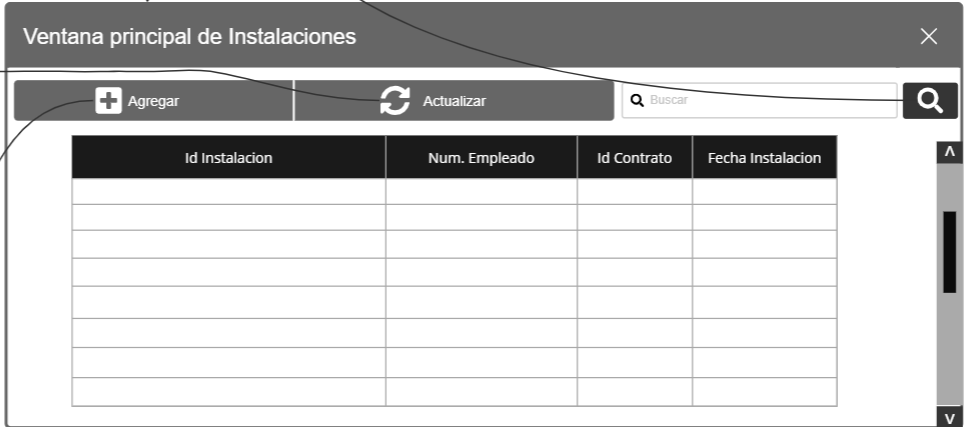 Ventana principal de Instalaciones
Agregar Actualizar Buscar
Id Instalacion Num. Empleado Id Contrato Fecha Instalacion